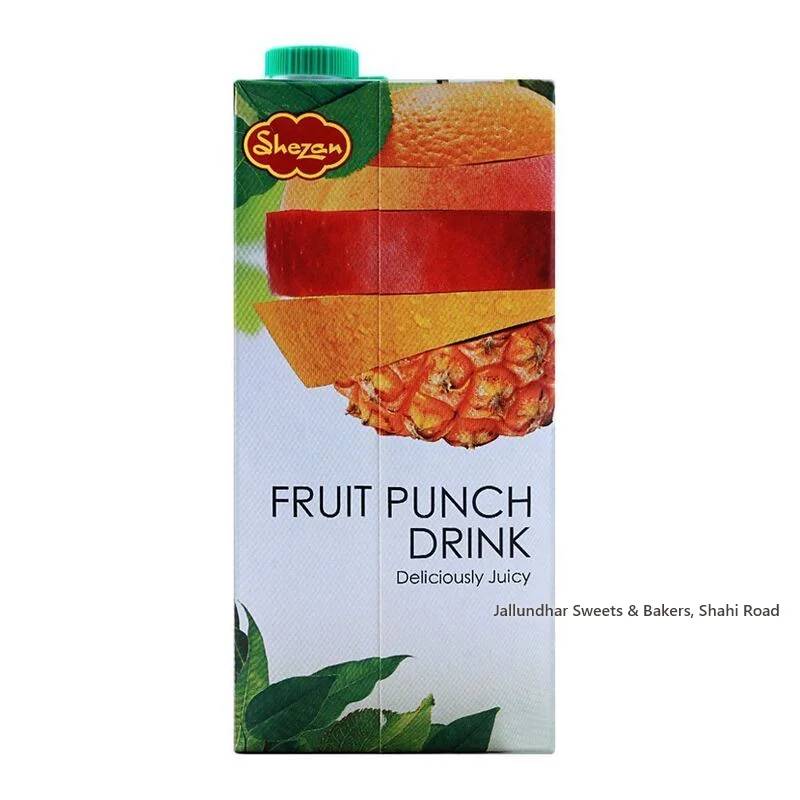 Shezan
FRUIT PUNCH
DRINK
Deliciously Juicy
Jallundhar Sweets & Bakers, Shahi Road